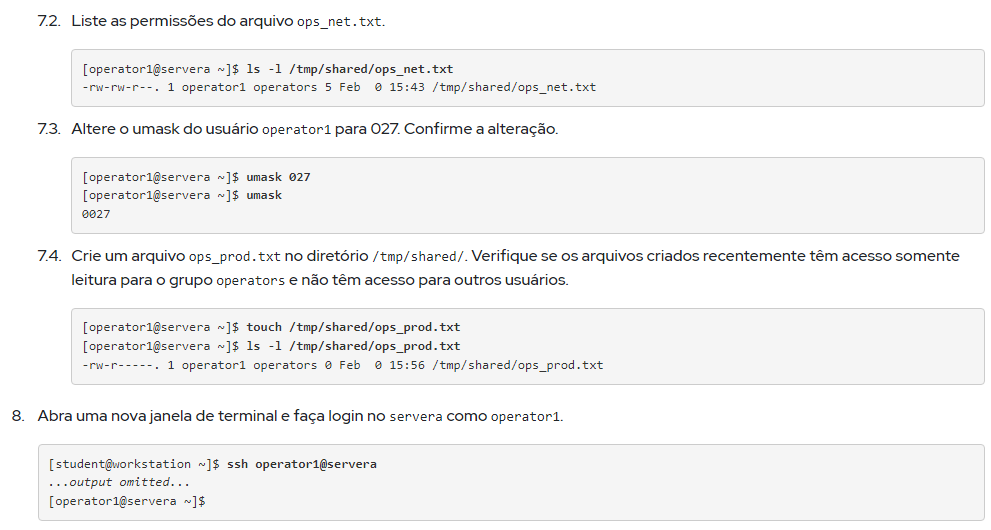 7.2. Liste as permissões do arquivo ops_net.txt.
[operator1@servera ~]$ ls -l /tmp/shared/ops_net.txt
-rw-rw-r--. 1 operator1 operators 5 Feb  0 15:43 /tmp/shared/ops_net.txt
7.3. Altere o umask do usuário operator1 para 027. Confirme a alteração.
[operator1@servera ~]$ umask 027
[operator1@servera ~]$ umask
0027
7.4. Crie um arquivo ops_prod.txt no diretório /tmp/shared/. Verifique se os arquivos criados recentemente têm acesso somente
leitura para o grupo operators e não têm acesso para outros usuários.
[operator1@servera ~]$ touch /tmp/shared/ops_prod.txt
[operator1@servera ~]$ ls -l /tmp/shared/ops_prod.txt
-rw-r-----. 1 operator1 operators 0 Feb  0 15:56 /tmp/shared/ops_prod.txt
8. Abra uma nova janela de terminal e faça login no servera como operator1.
[student@workstation ~]$ ssh operator1@servera
...output omitted...
[operator1@servera ~]$